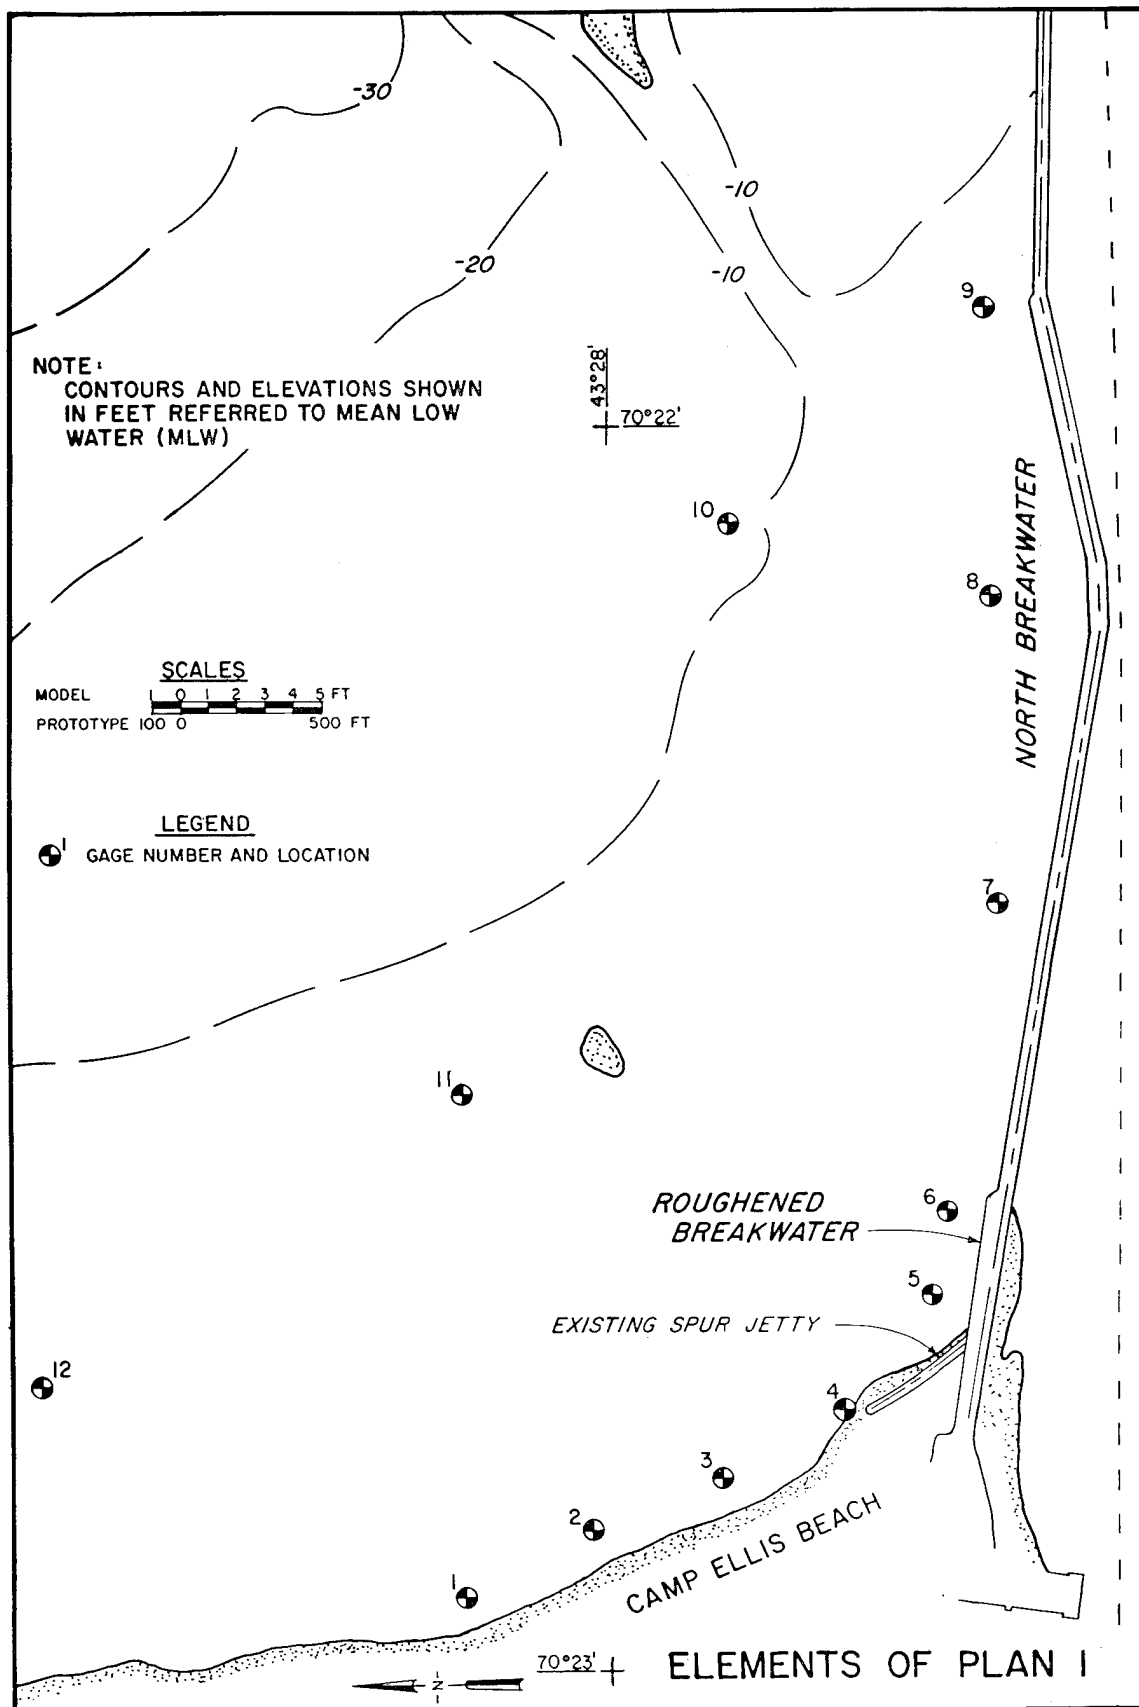 -30
-10
-20
-10
9
NOTE:
CONTOURS AND ELEVATIONS SHOWN
IN FEET REFERRED TO MEAN LOW
WATER (MLW)
43°28'
70°22'
10
8
NORTH BREAKWATER
SCALES
MODEL 1 0 1 2 3 4 5 FT
PROTOTYPE 100 0 500 FT
LEGEND
1 GAGE NUMBER AND LOCATION
7
11
6
ROUGHENED
BREAKWATER
5
EXISTING SPUR JETTY
12
4
3
2
CAMP ELLIS BEACH
1
70°23'
N
ELEMENTS OF PLAN 1